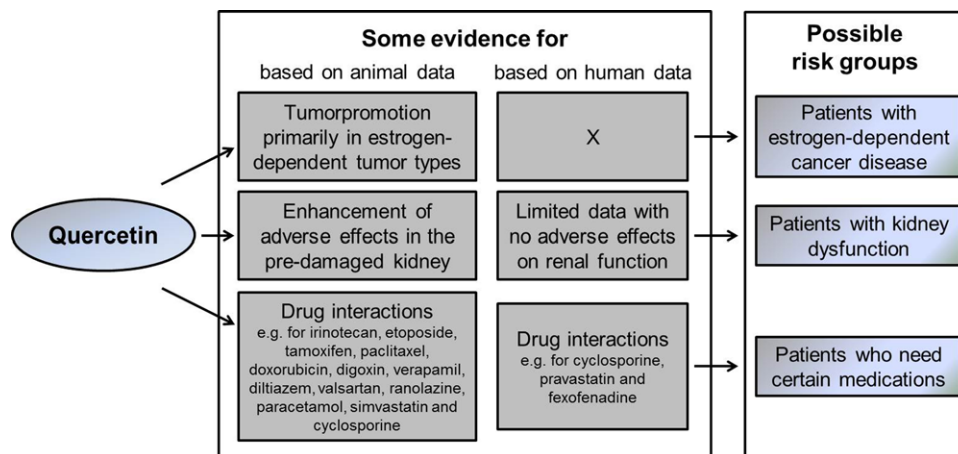 Some evidence for
based on animal data
based on human data
Possible
risk groups
Quercetin
Tumorpromotion
primarily in estrogen-
dependent tumor types
X
Patients with
estrogen-dependent
cancer disease
Enhancement of
adverse effects in the
pre-damaged kidney
Limited data with
no adverse effects
on renal function
Patients with kidney
dysfunction
Drug interactions
e.g. for irinotecan, etoposide,
tamoxifen, paclitaxel,
doxorubicin, digoxin, verapamil,
diltiazem, valsartan, ranolazine,
paracetamol, simvastatin and
cyclosporine
Drug interactions
e.g. for cyclosporine,
pravastatin and
fexofenadine
Patients who need
certain medications